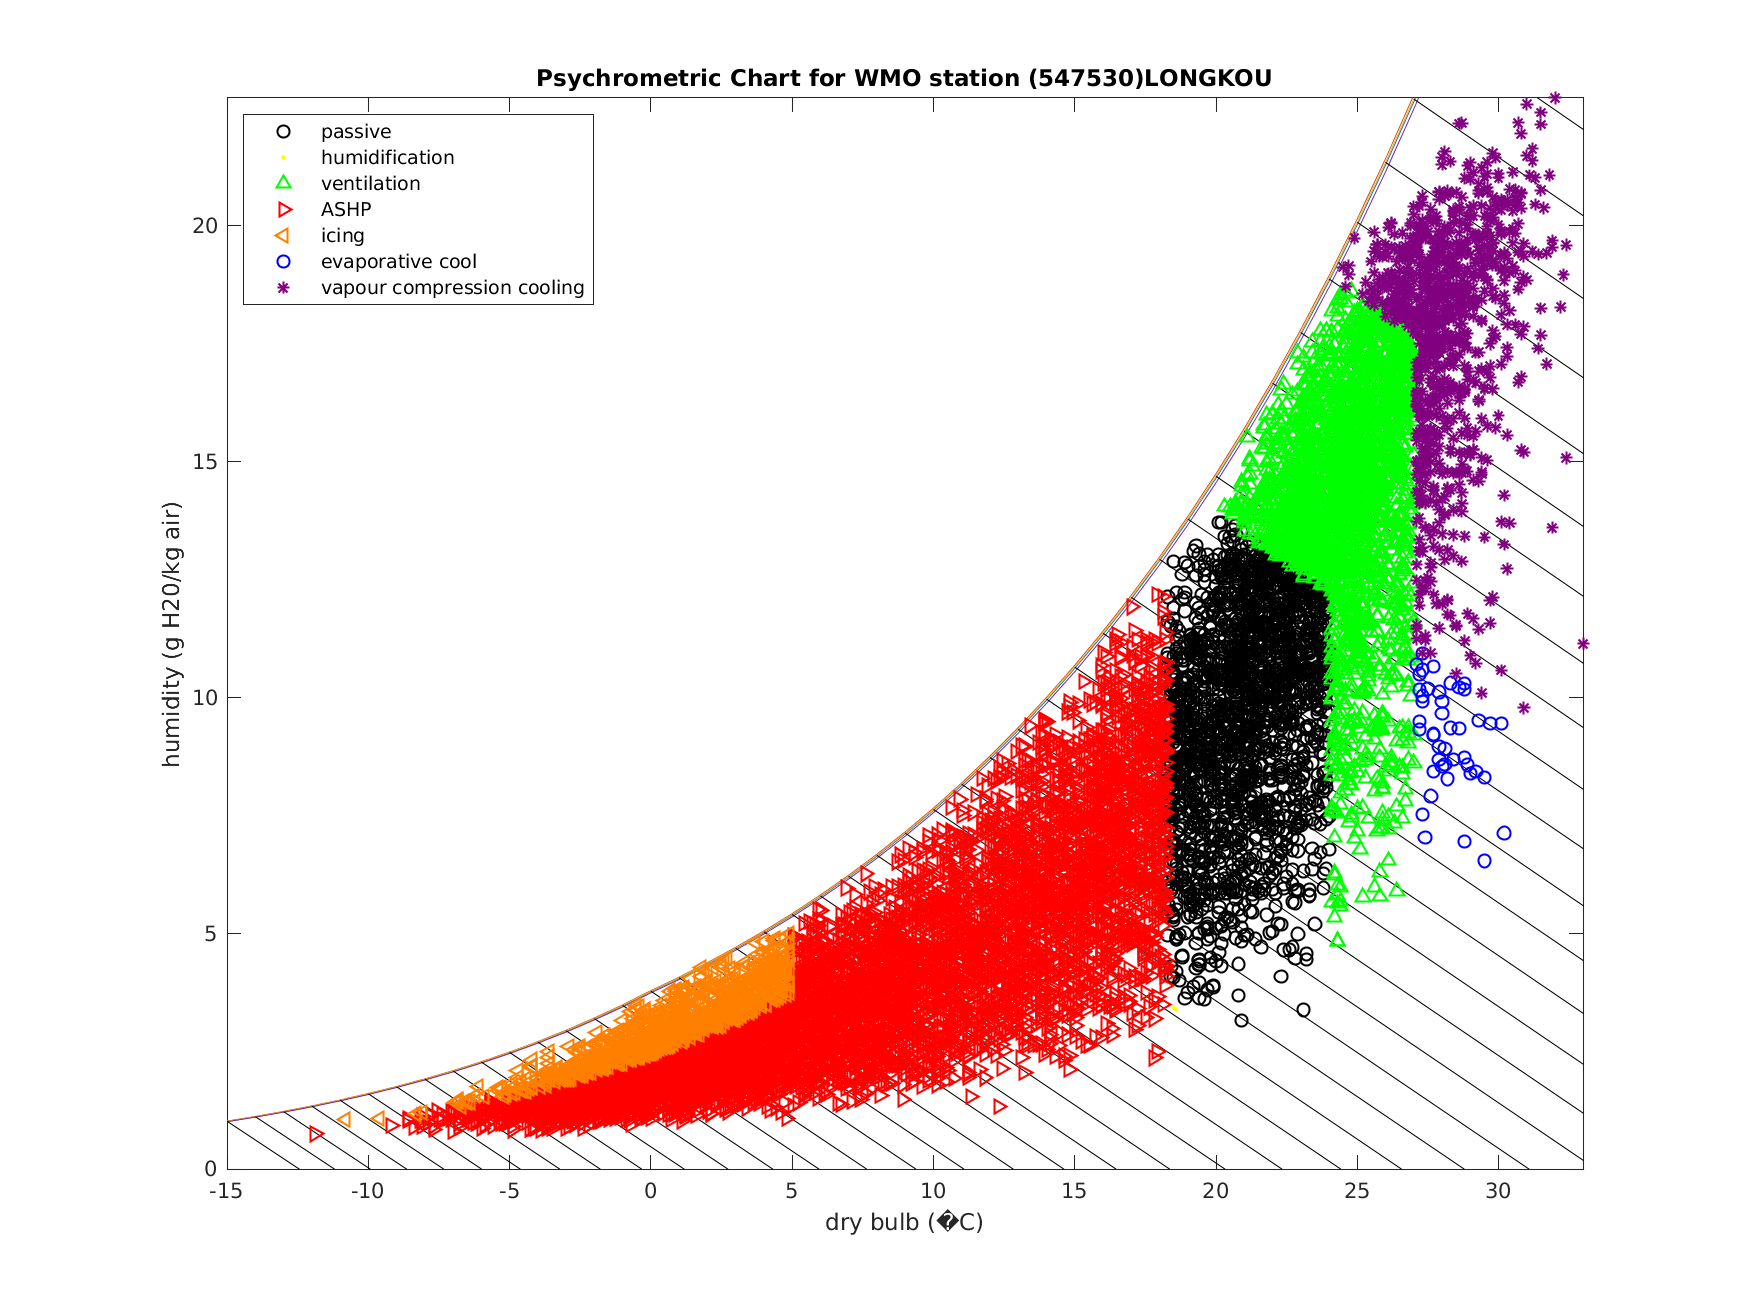 Psychrometric Chart for WMO station (547530)LONGKOU
passive
humidification
ventilation
ASHP
icing
evaporative cool
vapour compression cooling
humidity (g H20/kg air)
20
15
10
5
0
-15 -10 -5 0 5 10 15 20 25 30
dry bulb (�C)